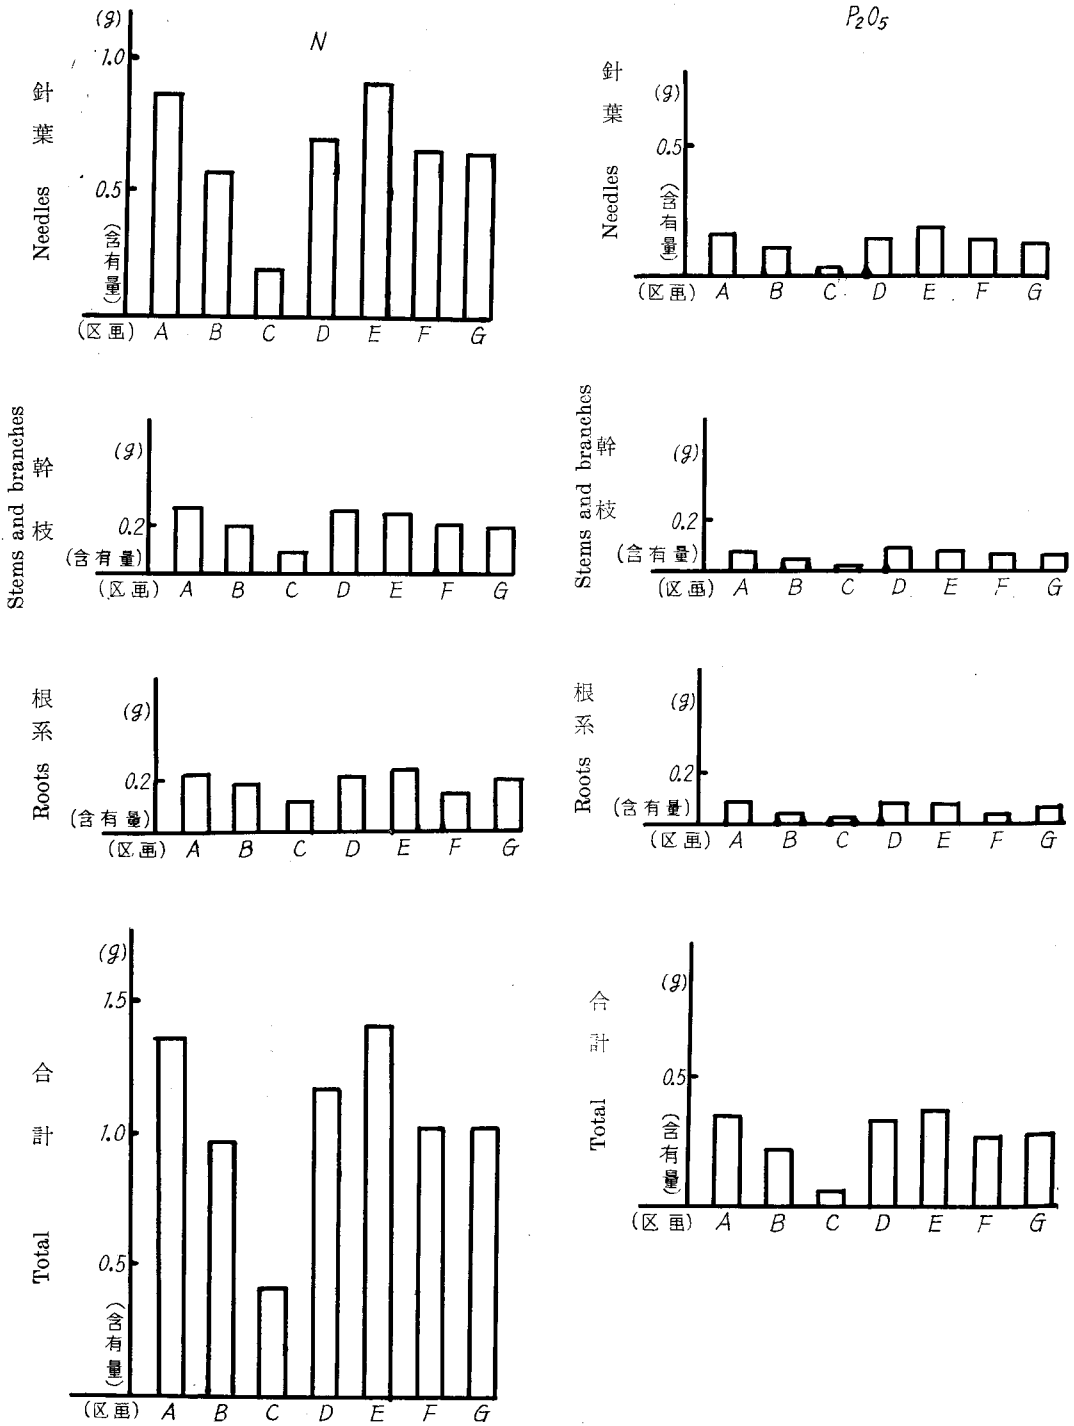 N
(g)
1.0
0.5
(含有量)
針葉
Needles
(区画) A B C D E F G
P₂O₅
(g)
0.5
(含有量)
針葉
Needles
(区画) A B C D E F G
(g)
0.2
(含有量)
幹枝
Stems and branches
(区画) A B C D E F G
(g)
0.2
(含有量)
幹枝
Stems and branches
(区画) A B C D E F G
(g)
0.2
(含有量)
根系
Roots
(区画) A B C D E F G
(g)
0.2
(含有量)
根系
Roots
(区画) A B C D E F G
(g)
1.5
1.0
0.5
(含有量)
合計
Total
(区画) A B C D E F G
(g)
0.5
(含有量)
合計
Total
(区画) A B C D E F G